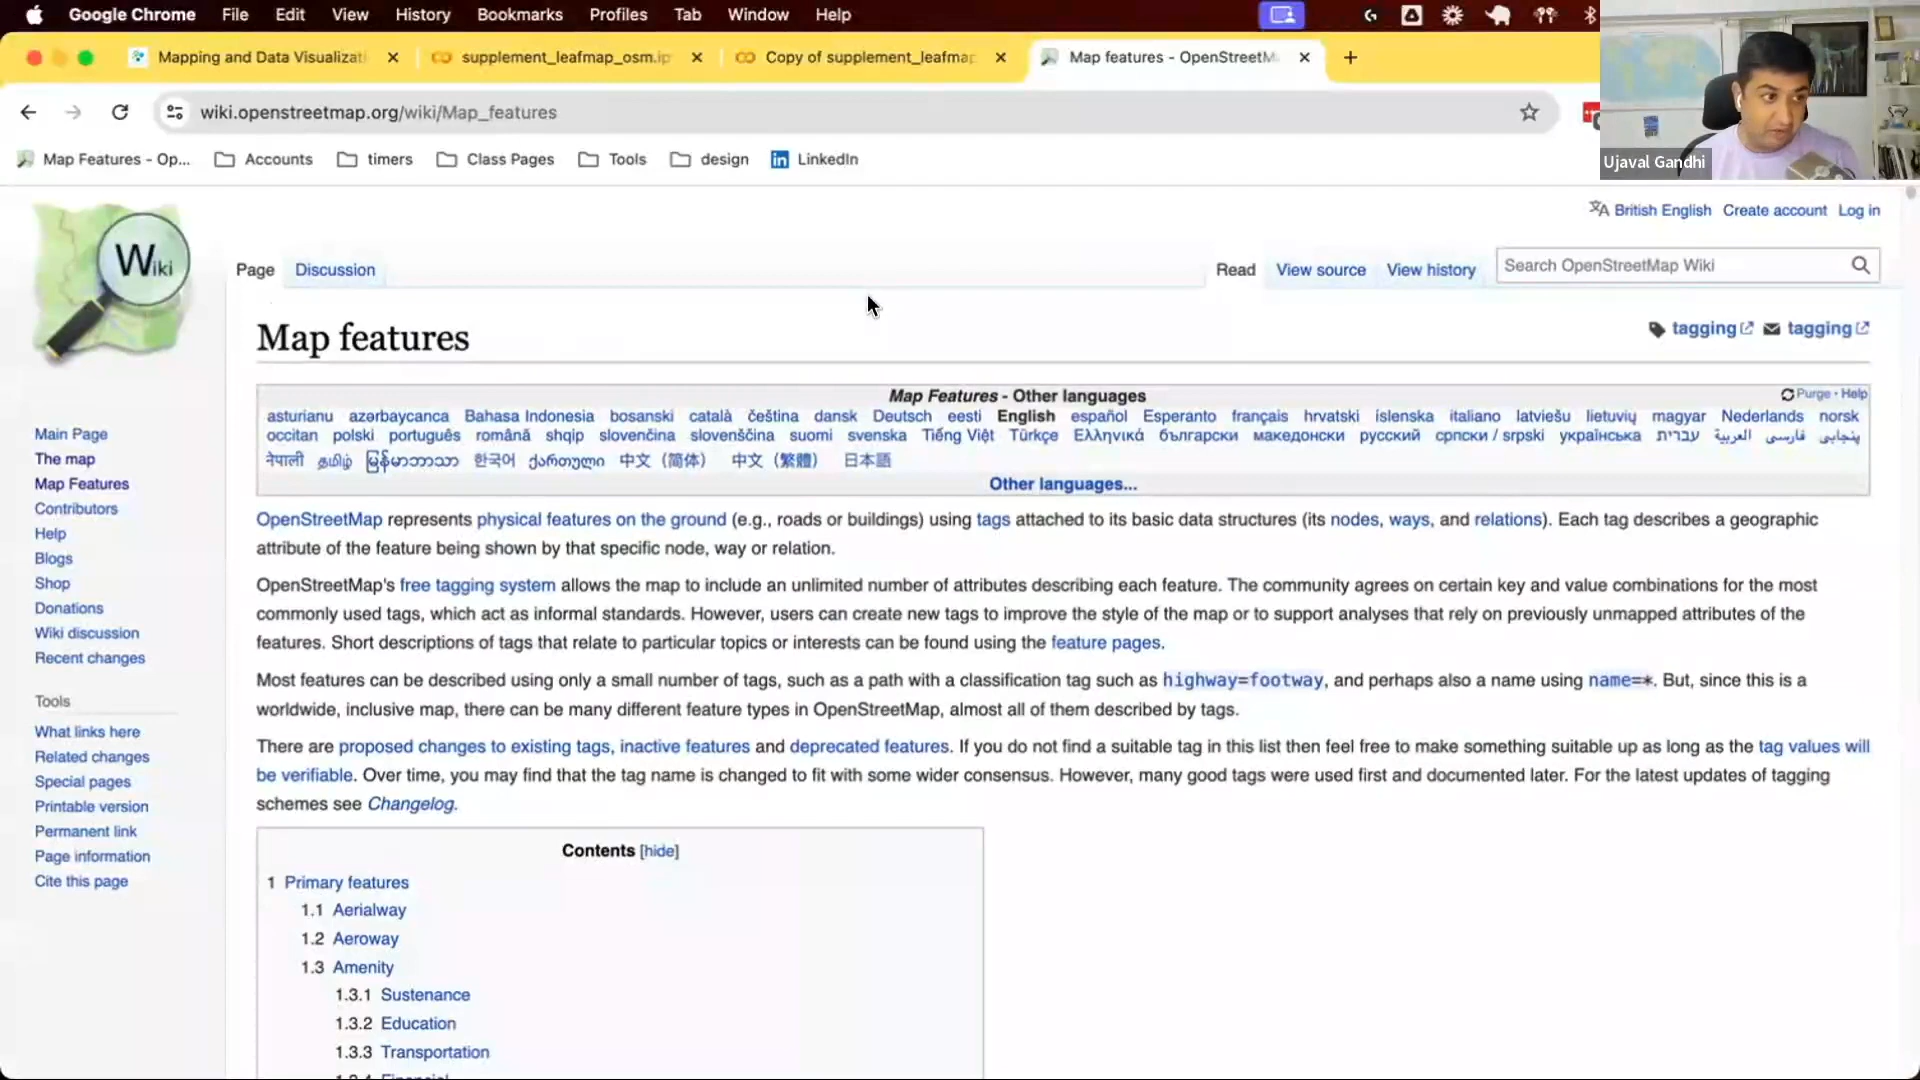 Google Chrome File Edit View History Bookmarks Profiles Tab Window Help
Mapping and Data Visualizati
supplement_leafmap_osm.ip
Copy of supplement_leafmap
Map features - OpenStreetM
wiki.openstreetmap.org/wiki/Map_features
Map Features - Op... Accounts timers Class Pages Tools design LinkedIn
Ujaval Gandhi
British English Create account Log in
Wiki
Page Discussion Read View source View history Search OpenStreetMap Wiki
Map features
tagging tagging
Map Features - Other languages
Purge · Help
asturianu azərbaycanca Bahasa Indonesia bosanski català čeština dansk Deutsch eesti English español Esperanto français hrvatski íslenska italiano latviešu lietuvių magyar Nederlands norsk
occitan polski português română shqip slovenčina slovenščina suomi svenska Tiếng Việt Türkçe Ελληνικά български македонски русский српски / srpski українська עברית العربية فارسی پنجابی
नेपाली தமிழ் မြန်မာဘာသာ 한국어 ქართული 中文（简体） 中文（繁體） 日本語
Other languages...
OpenStreetMap represents physical features on the ground (e.g., roads or buildings) using tags attached to its basic data structures (its nodes, ways, and relations). Each tag describes a geographic
attribute of the feature being shown by that specific node, way or relation.
OpenStreetMap's free tagging system allows the map to include an unlimited number of attributes describing each feature. The community agrees on certain key and value combinations for the most
commonly used tags, which act as informal standards. However, users can create new tags to improve the style of the map or to support analyses that rely on previously unmapped attributes of the
features. Short descriptions of tags that relate to particular topics or interests can be found using the feature pages.
Most features can be described using only a small number of tags, such as a path with a classification tag such as highway=footway, and perhaps also a name using name=*. But, since this is a
worldwide, inclusive map, there can be many different feature types in OpenStreetMap, almost all of them described by tags.
There are proposed changes to existing tags, inactive features and deprecated features. If you do not find a suitable tag in this list then feel free to make something suitable up as long as the tag values will
be verifiable. Over time, you may find that the tag name is changed to fit with some wider consensus. However, many good tags were used first and documented later. For the latest updates of tagging
schemes see Changelog.
Main Page
The map
Map Features
Contributors
Help
Blogs
Shop
Donations
Wiki discussion
Recent changes
Tools
What links here
Related changes
Special pages
Printable version
Permanent link
Page information
Cite this page
Contents [hide]
1 Primary features
1.1 Aerialway
1.2 Aeroway
1.3 Amenity
1.3.1 Sustenance
1.3.2 Education
1.3.3 Transportation
1.3.4 Financial